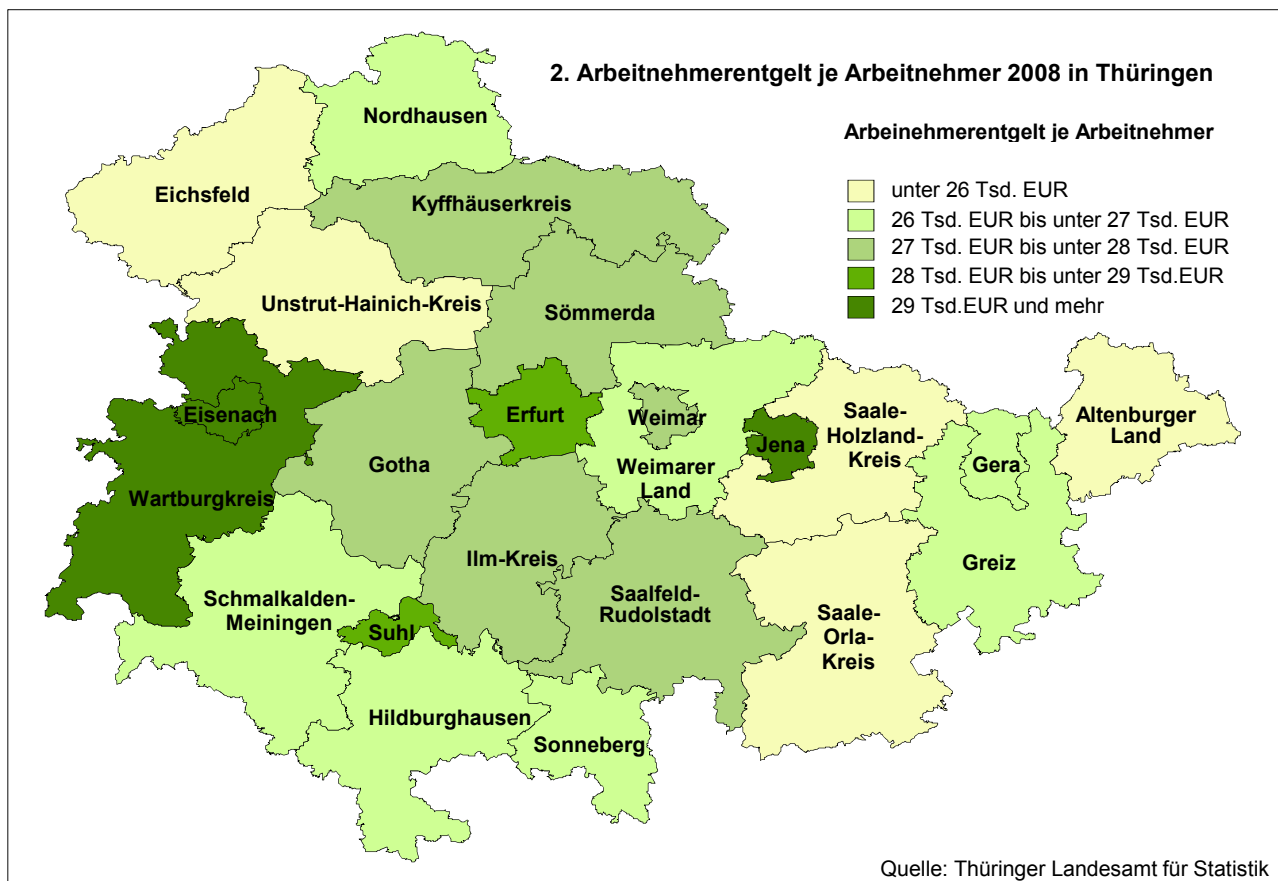 2. Arbeitnehmerentgelt je Arbeitnehmer 2008 in Thüringen
Arbeinehmerentgelt je Arbeitnehmer
unter 26 Tsd. EUR
26 Tsd. EUR bis unter 27 Tsd. EUR
27 Tsd. EUR bis unter 28 Tsd. EUR
28 Tsd. EUR bis unter 29 Tsd.EUR
29 Tsd.EUR und mehr
Nordhausen
Eichsfeld
Kyffhäuserkreis
Unstrut-Hainich-Kreis
Sömmerda
Eisenach
Erfurt
Weimar
Jena
Saale-
Holzland-
Kreis
Altenburger
Land
Gotha
Weimarer
Land
Gera
Wartburgkreis
Ilm-Kreis
Greiz
Saalfeld-
Rudolstadt
Schmalkalden-
Meiningen
Suhl
Saale-
Orla-
Kreis
Hildburghausen
Sonneberg
Quelle: Thüringer Landesamt für Statistik